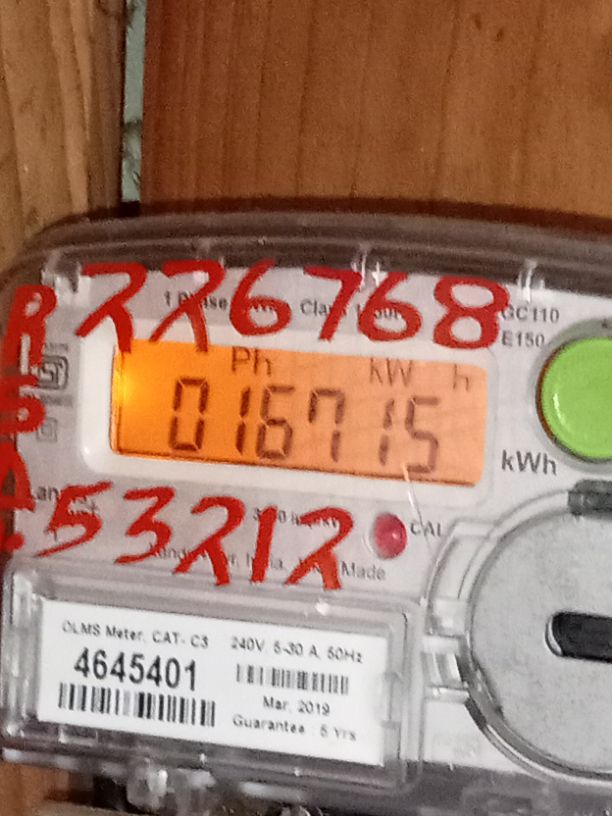 226768
GC110
E150
Ph kW h
016715
kWh
53212
CAL
Made
OLMS Meter, CAT- C3 240V, 5-30 A, 50Hz
4645401
Mar, 2019
Guarantee : 5 Yrs